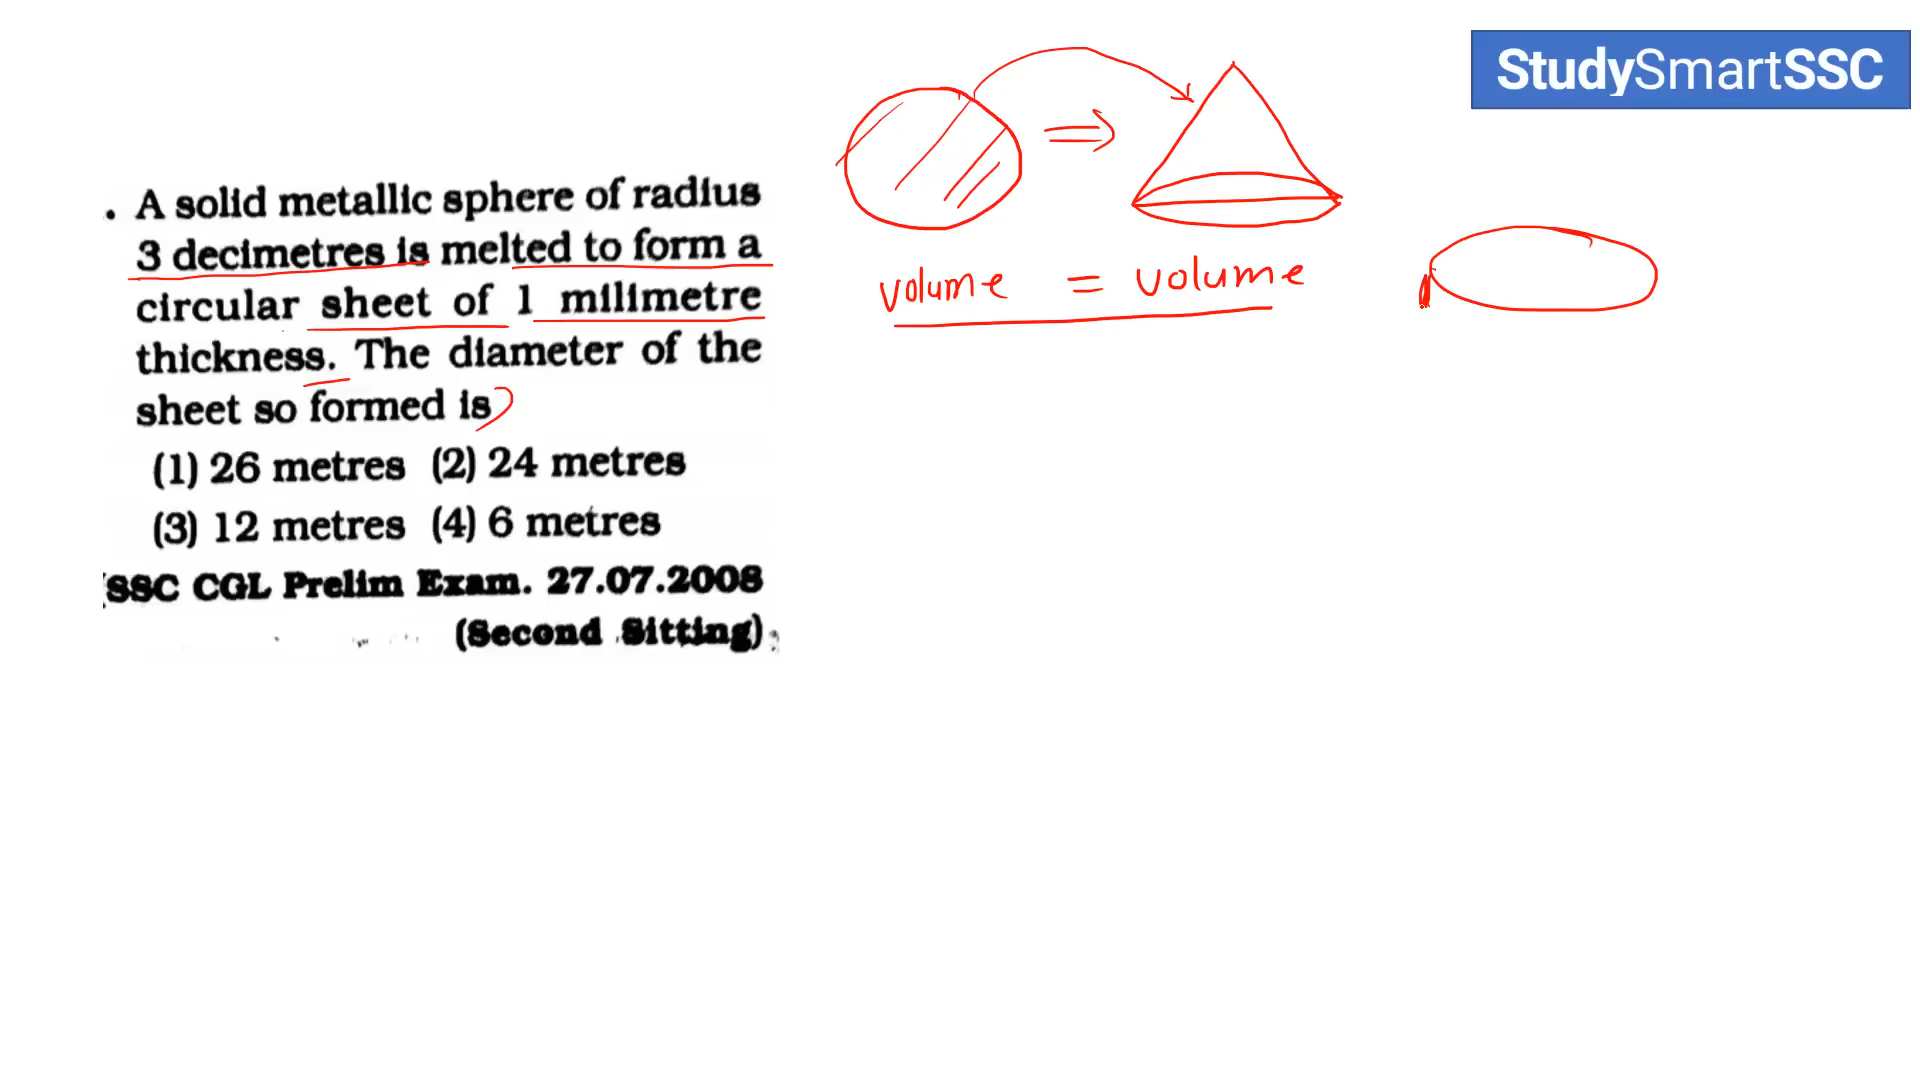 StudySmartSSC
. A solid metallic sphere of radius
3 decimetres is melted to form a
circular sheet of 1 milimetre
thickness. The diameter of the
sheet so formed is
(1) 26 metres (2) 24 metres
(3) 12 metres (4) 6 metres
SSC CGL Prelim Exam. 27.07.2008
(Second Sitting)
volume = volume